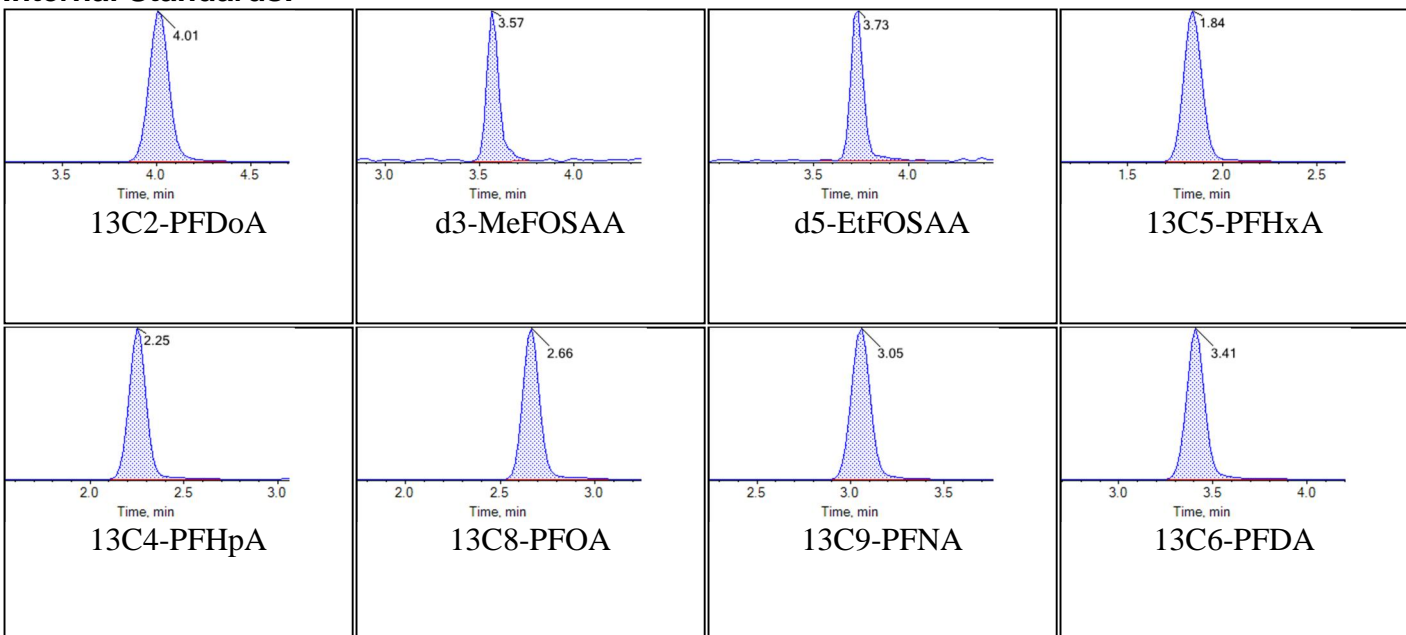 Internal Standards:
4.01
3.5 4.0 4.5
Time, min
13C2-PFDoA
3.57
3.0 3.5 4.0
Time, min
d3-MeFOSAA
3.73
3.5 4.0
Time, min
d5-EtFOSAA
1.84
1.5 2.0 2.5
Time, min
13C5-PFHxA
2.25
2.0 2.5 3.0
Time, min
13C4-PFHpA
2.66
2.0 2.5 3.0
Time, min
13C8-PFOA
3.05
2.5 3.0 3.5
Time, min
13C9-PFNA
3.41
3.0 3.5 4.0
Time, min
13C6-PFDA